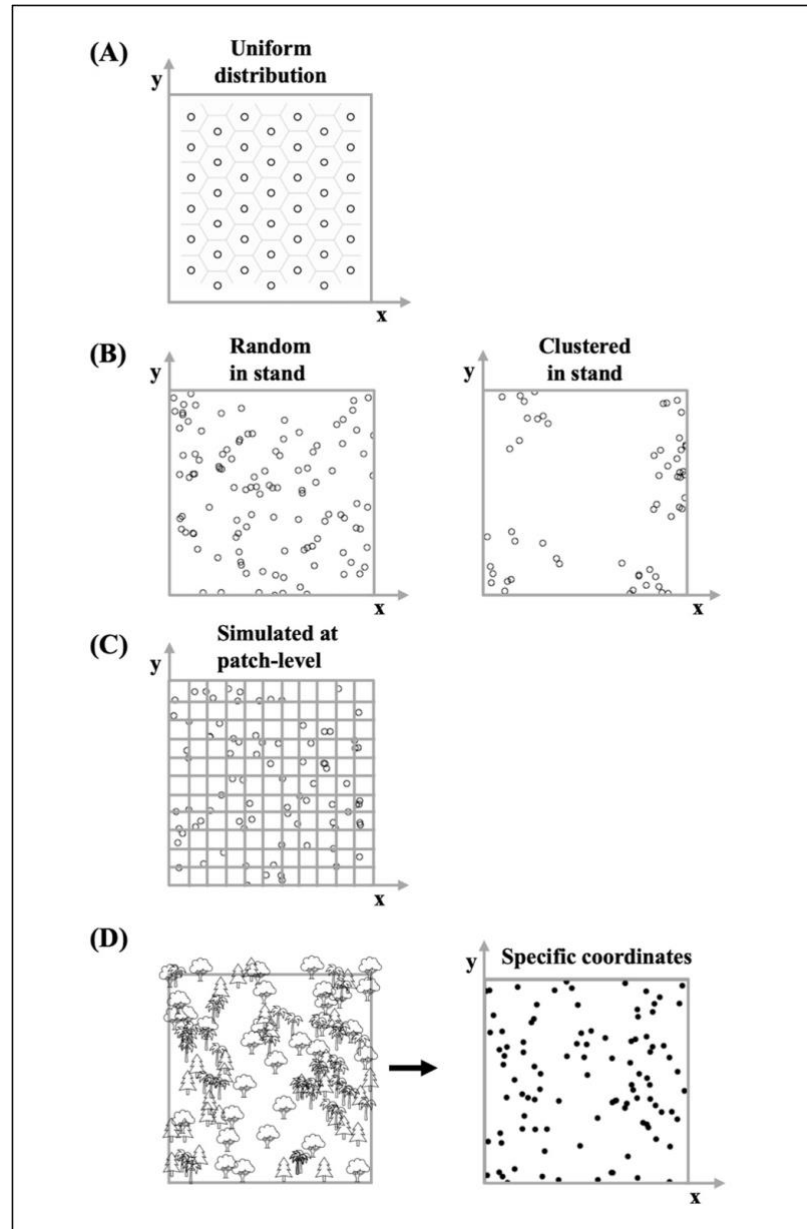 (A)
Uniform
distribution
y
x
(B)
Random
in stand
y
x
Clustered
in stand
y
x
(C)
Simulated at
patch-level
y
x
(D)
Specific coordinates
y
x